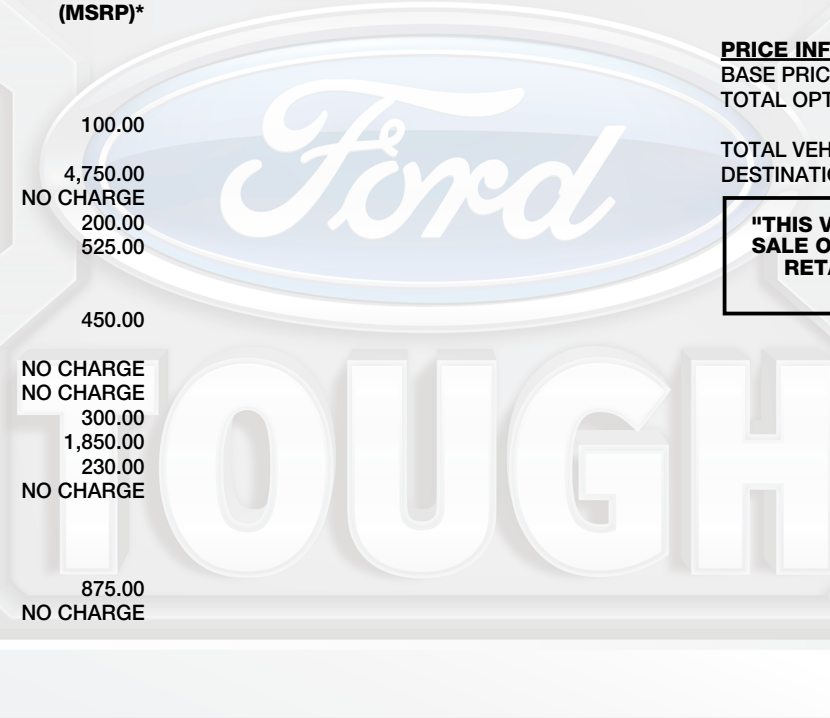 (MSRP)*
100.00
4,750.00
NO CHARGE
200.00
525.00
450.00
NO CHARGE
NO CHARGE
300.00
1,850.00
230.00
NO CHARGE
875.00
NO CHARGE
PRICE INF
BASE PRIC
TOTAL OPT
TOTAL VEH
DESTINATI
"THIS V
SALE O
RETA
Ford
TOUGH